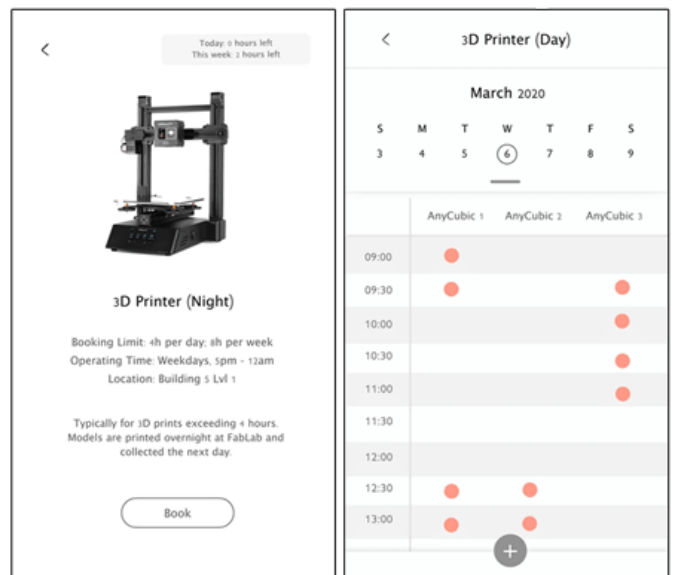 Today: 0 hours left
This week: 2 hours left
3D Printer (Night)
Booking Limit: 4h per day; 8h per week
Operating Time: Weekdays, 5pm - 12am
Location: Building 5 Lvl 1
Typically for 3D prints exceeding 4 hours.
Models are printed overnight at FabLab and
collected the next day.
Book
3D Printer (Day)
March 2020
S M T W T F S
3 4 5 6 7 8 9
AnyCubic 1 AnyCubic 2 AnyCubic 3
09:00
09:30
10:00
10:30
11:00
11:30
12:00
12:30
13:00
+